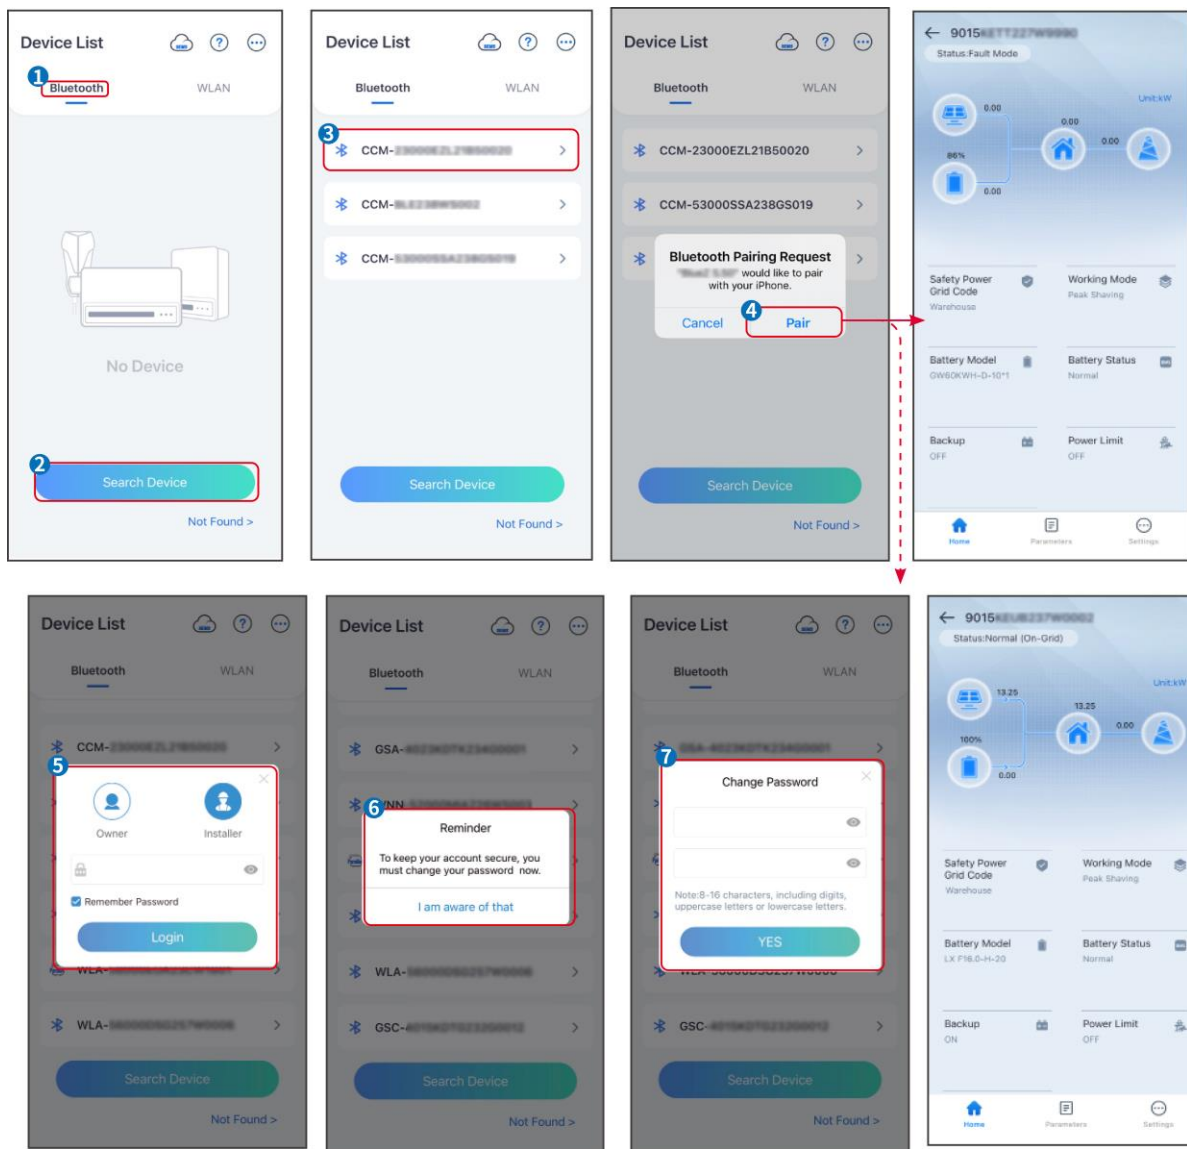 Device List
1
Bluetooth
WLAN
No Device
2
Search Device
Not Found >
Device List
Bluetooth
WLAN
3
CCM-
CCM-
CCM-
Search Device
Not Found >
Device List
Bluetooth
WLAN
CCM-23000EZL21B50020
CCM-53000SSA238GS019
Bluetooth Pairing Request
would like to pair
with your iPhone.
Cancel
4
Pair
Search Device
Not Found >
9015
Status:Fault Mode
Unit:kW
0.00
0.00
0.00
86%
0.00
Safety Power
Grid Code
Warehouse
Working Mode
Peak Shaving
Battery Model
GW60KWH-D-10*1
Battery Status
Normal
Backup
OFF
Power Limit
OFF
Home
Parameters
Settings
Device List
Bluetooth
WLAN
CCM-
5
Owner
Installer
Remember Password
Login
WLA-
WLA-
Search Device
Not Found >
Device List
Bluetooth
WLAN
GSA-
6
Reminder
To keep your account secure, you
must change your password now.
I am aware of that
WLA-
GSC-
Search Device
Not Found >
Device List
Bluetooth
WLAN
7
Change Password
Note:8-16 characters, including digits,
uppercase letters or lowercase letters.
YES
GSC-
Search Device
Not Found >
9015
Status:Normal (On-Grid)
Unit:kW
13.25
13.25
0.00
100%
0.00
Safety Power
Grid Code
Warehouse
Working Mode
Peak Shaving
Battery Model
LX F16.0-H-20
Battery Status
Normal
Backup
ON
Power Limit
OFF
Home
Parameters
Settings